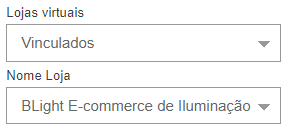 Lojas virtuais
Vinculados
Nome Loja
BLight E-commerce de Iluminação